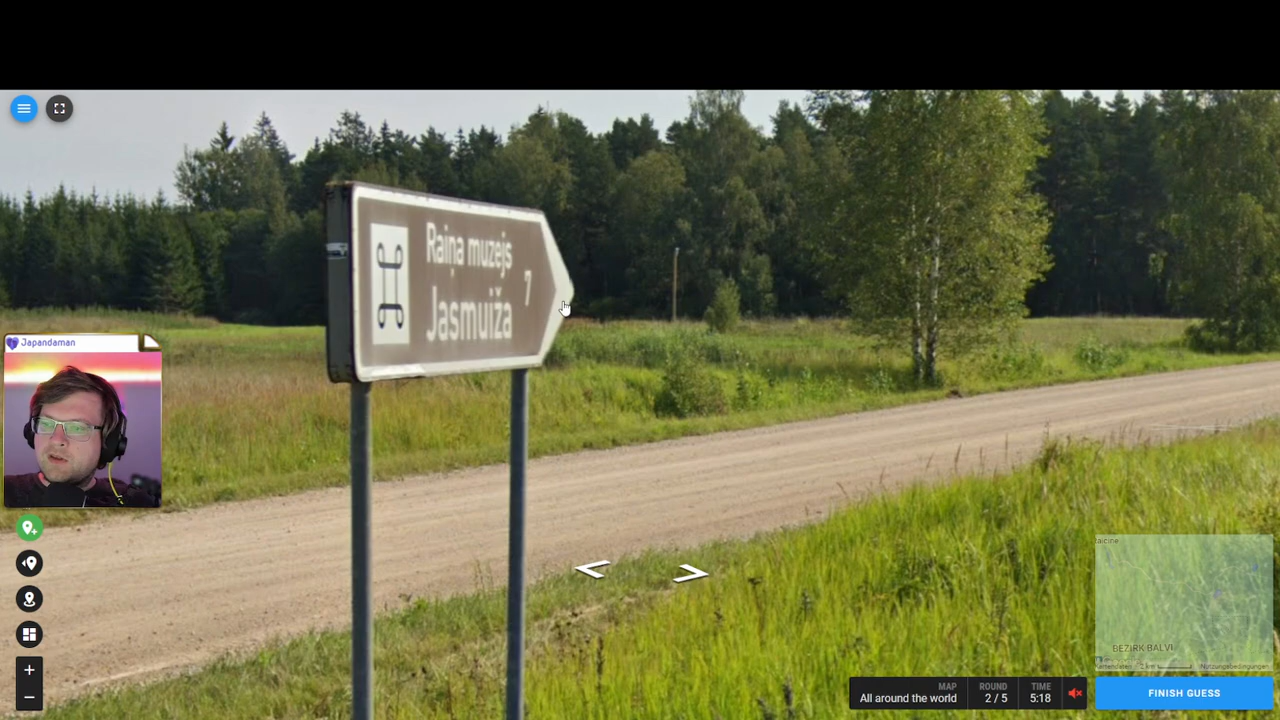 Raiņa muzejs
Jasmuiža
7
Japandaman
BEZIRK BALVI
Nutzungsbedingungen
MAP
All around the world
ROUND
2 / 5
TIME
5:18
FINISH GUESS